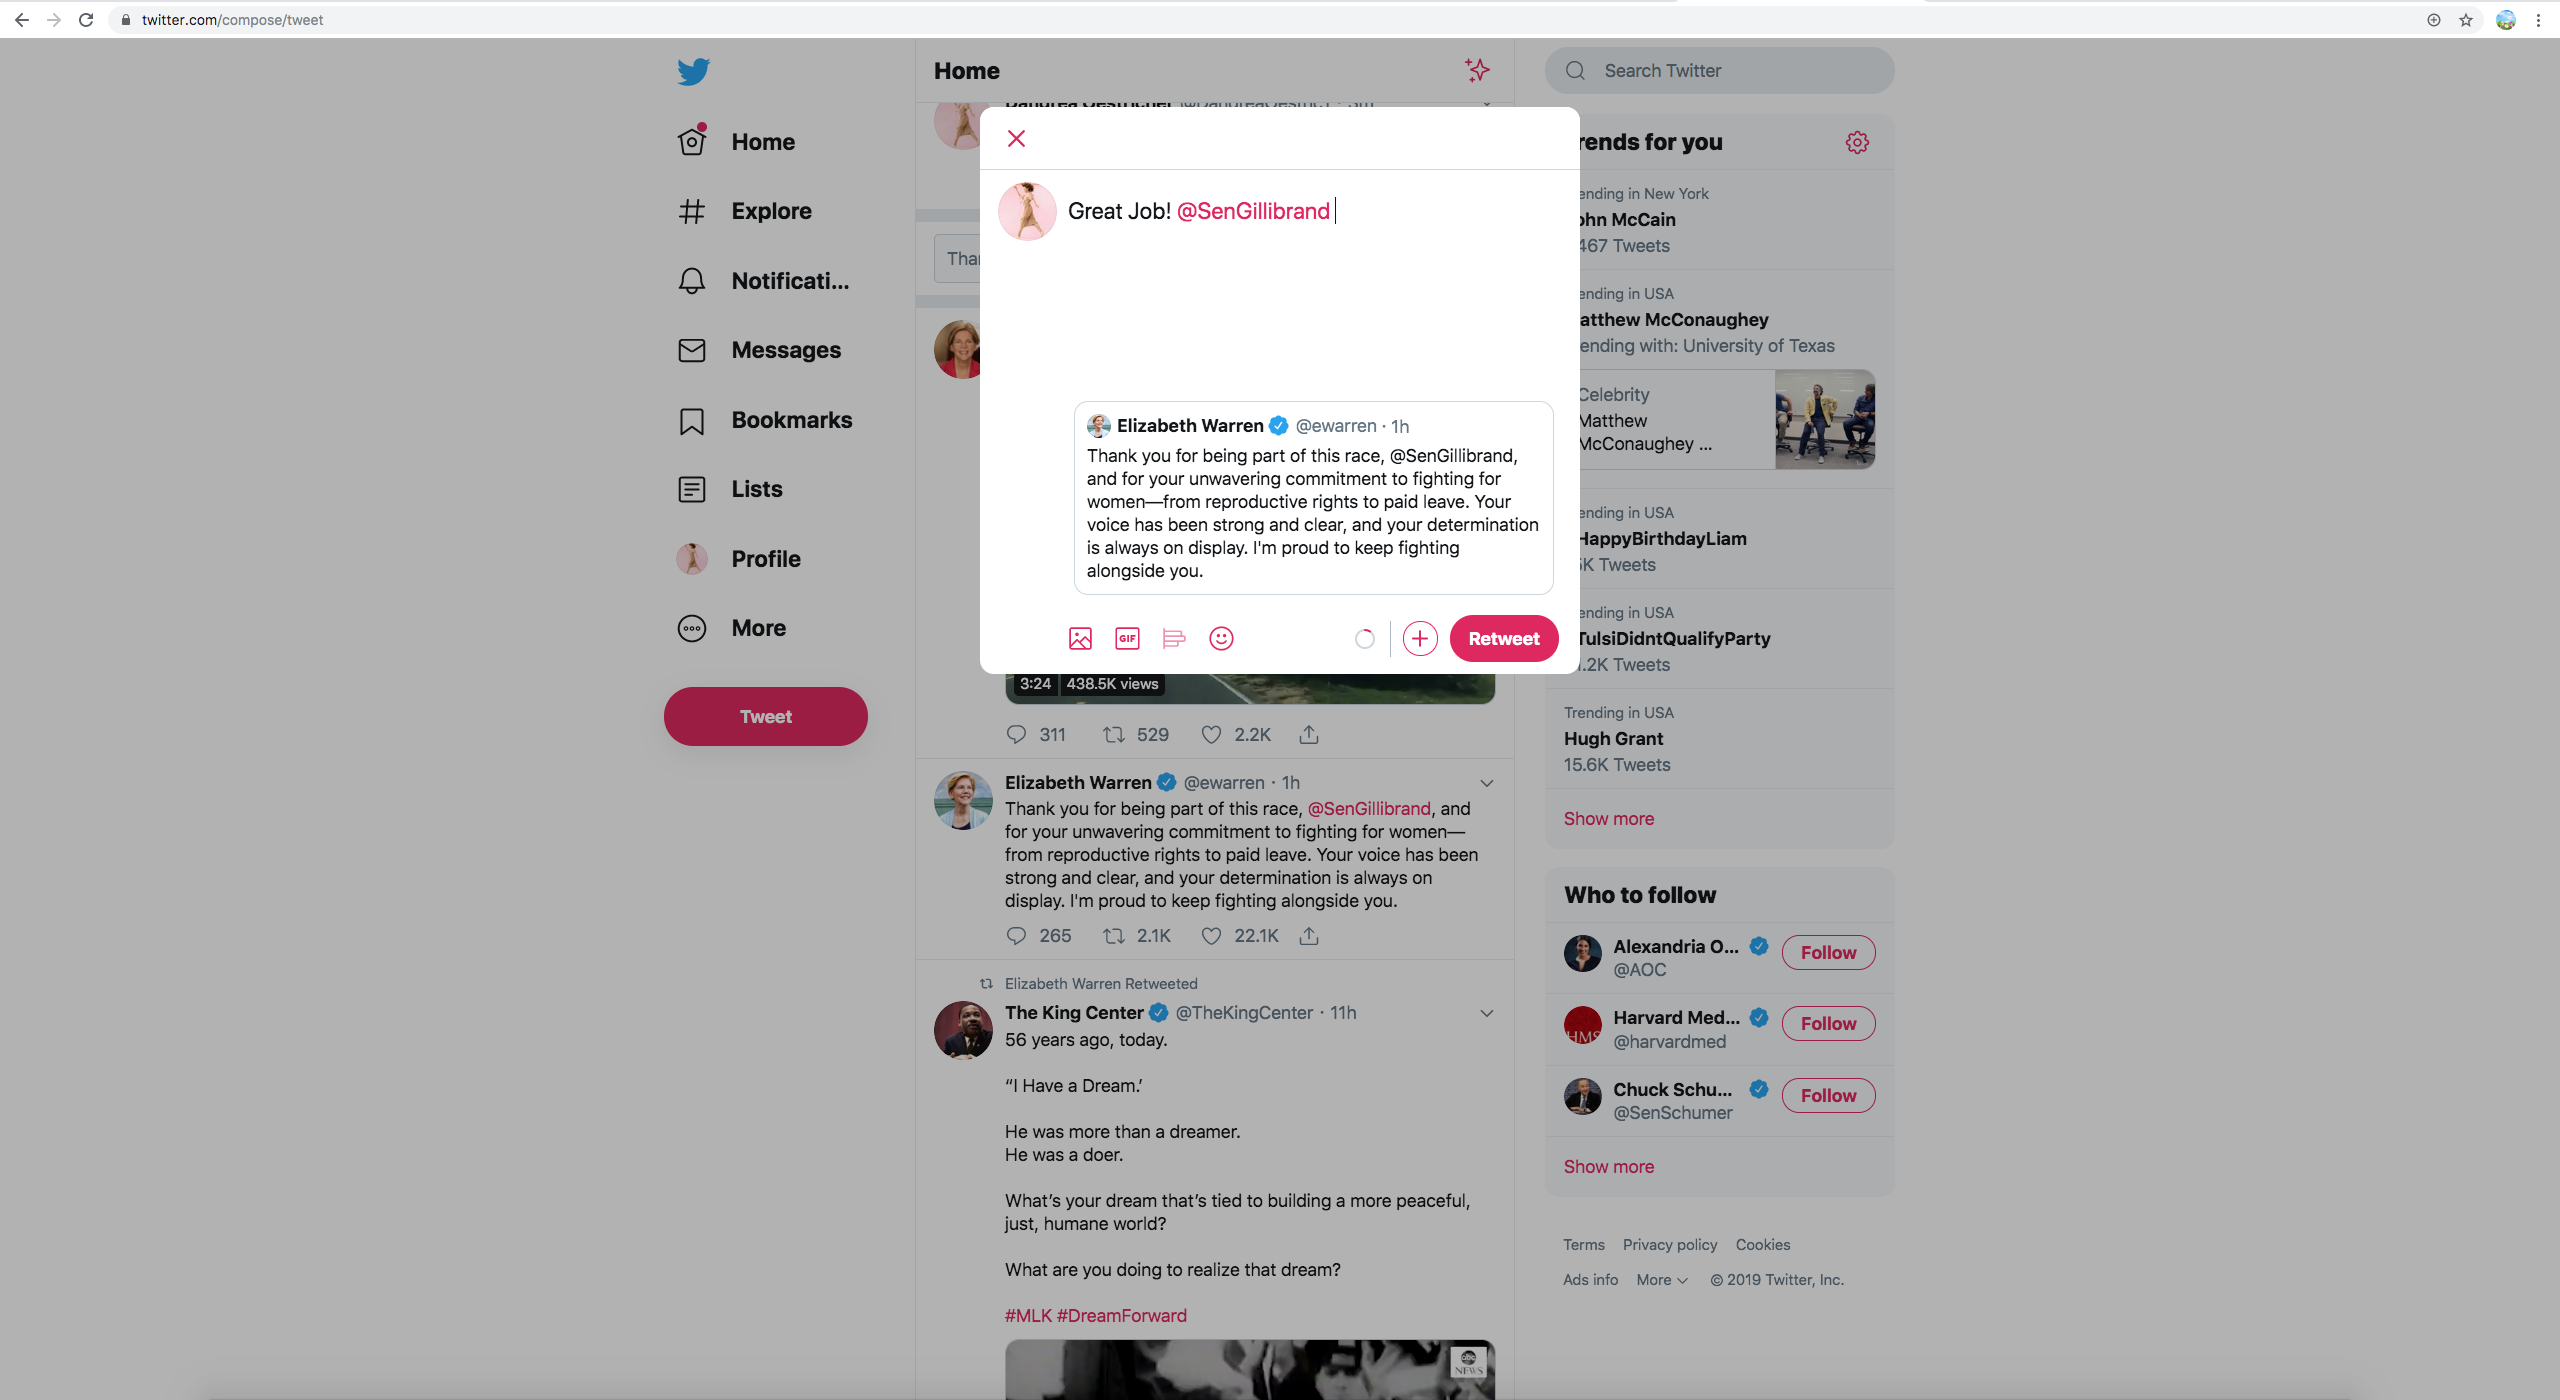 twitter.com/compose/tweet
Home
Search Twitter
Home
Explore
Notificati...
Messages
Bookmarks
Lists
Profile
More
Tweet
Great Job! @SenGillibrand
Elizabeth Warren @ewarren · 1h
Thank you for being part of this race, @SenGillibrand,
and for your unwavering commitment to fighting for
women—from reproductive rights to paid leave. Your
voice has been strong and clear, and your determination
is always on display. I'm proud to keep fighting
alongside you.
GIF
Retweet
3:24 438.5K views
311 529 2.2K
Elizabeth Warren @ewarren · 1h
Thank you for being part of this race, @SenGillibrand, and
for your unwavering commitment to fighting for women—
from reproductive rights to paid leave. Your voice has been
strong and clear, and your determination is always on
display. I'm proud to keep fighting alongside you.
265 2.1K 22.1K
Elizabeth Warren Retweeted
The King Center @TheKingCenter · 11h
56 years ago, today.
“I Have a Dream.’
He was more than a dreamer.
He was a doer.
What’s your dream that’s tied to building a more peaceful,
just, humane world?
What are you doing to realize that dream?
#MLK #DreamForward
abc
NEWS
rends for you
ending in New York
ohn McCain
467 Tweets
ending in USA
atthew McConaughey
ending with: University of Texas
Celebrity
Matthew
McConaughey ...
ending in USA
HappyBirthdayLiam
K Tweets
ending in USA
TulsiDidntQualifyParty
.2K Tweets
Trending in USA
Hugh Grant
15.6K Tweets
Show more
Who to follow
Alexandria O...
@AOC
Follow
HMS
Harvard Med...
@harvardmed
Follow
Chuck Schu...
@SenSchumer
Follow
Show more
Terms Privacy policy Cookies
Ads info More © 2019 Twitter, Inc.